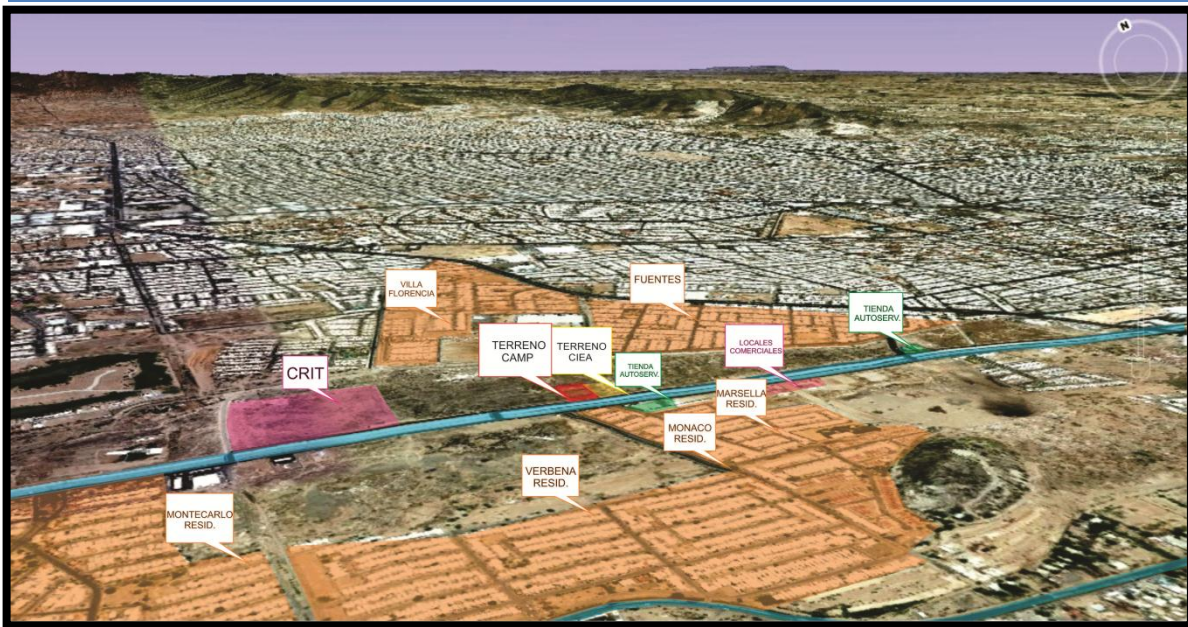 N
VILLA
FLORENCIA
FUENTES
TIENDA
AUTOSERV.
TERRENO
CAMP
TERRENO
CIEA
LOCALES
COMERCIALES
CRIT
TIENDA
AUTOSERV.
MARSELLA
RESID.
MONACO
RESID.
VERBENA
RESID.
MONTECARLO
RESID.